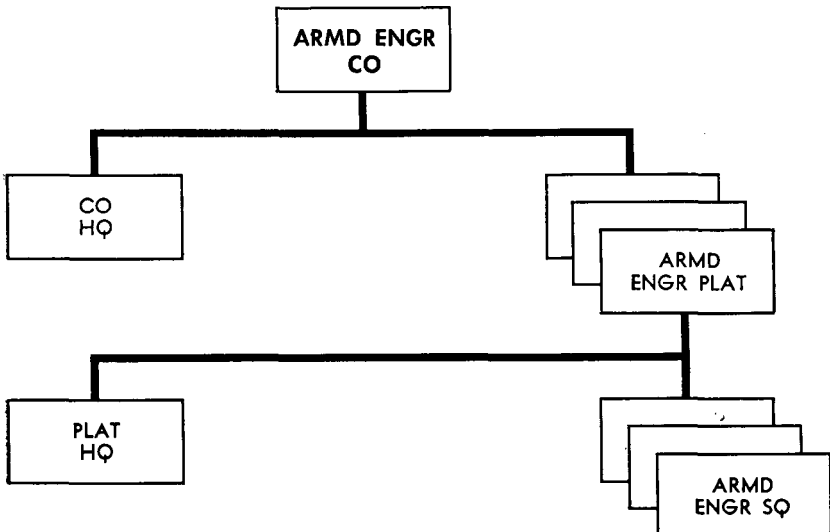 ARMD ENGR
CO
CO
HQ
ARMD
ENGR PLAT
PLAT
HQ
ARMD
ENGR SQ